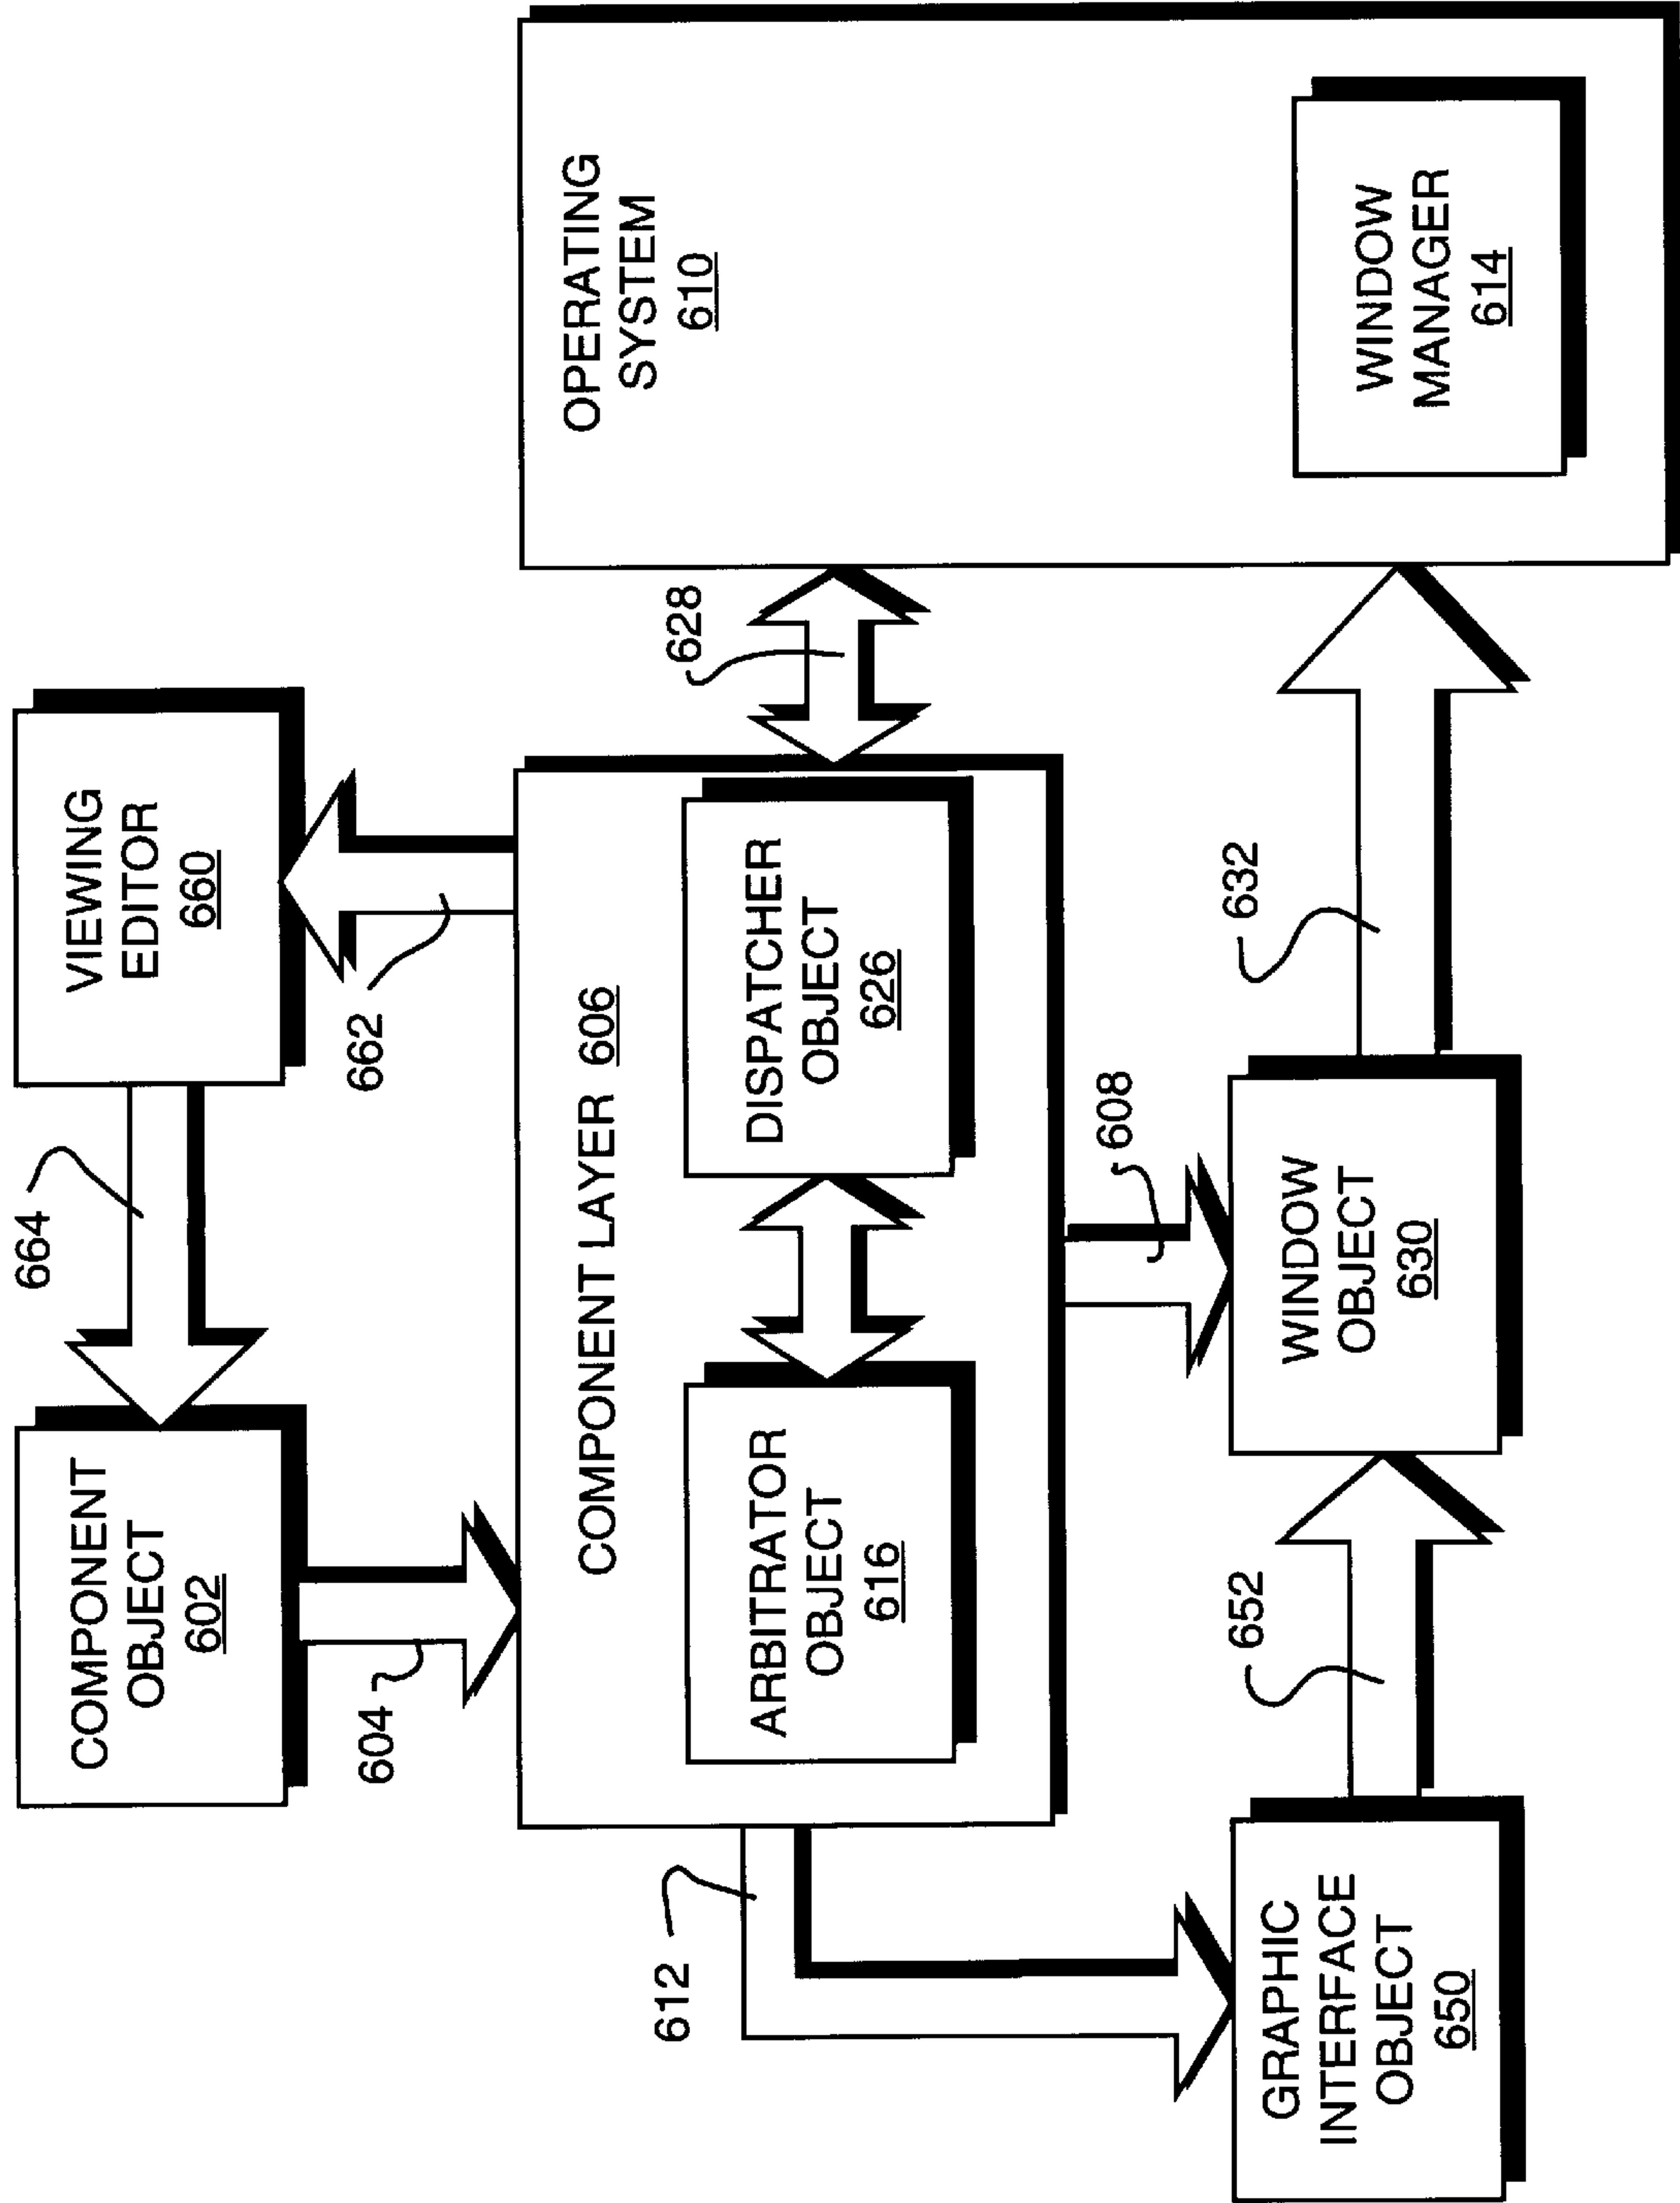 COMPONENT
OBJECT
602
664
VIEWING
EDITOR
660
604
662
COMPONENT LAYER 606
ARBITRATOR
OBJECT
616
DISPATCHER
OBJECT
626
628
OPERATING
SYSTEM
610
612
608
GRAPHIC
INTERFACE
OBJECT
650
652
WINDOW
OBJECT
630
632
WINDOW
MANAGER
614